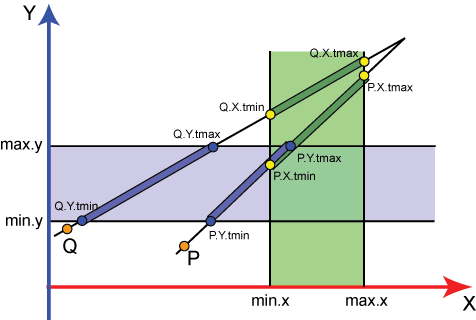 Y
Q.X.tmax
P.X.tmax
Q.X.tmin
Q.Y.tmax
max.y
P.Y.tmax
P.X.tmin
Q.Y.tmin
min.y
P.Y.tmin
Q
P
min.x
max.x
X